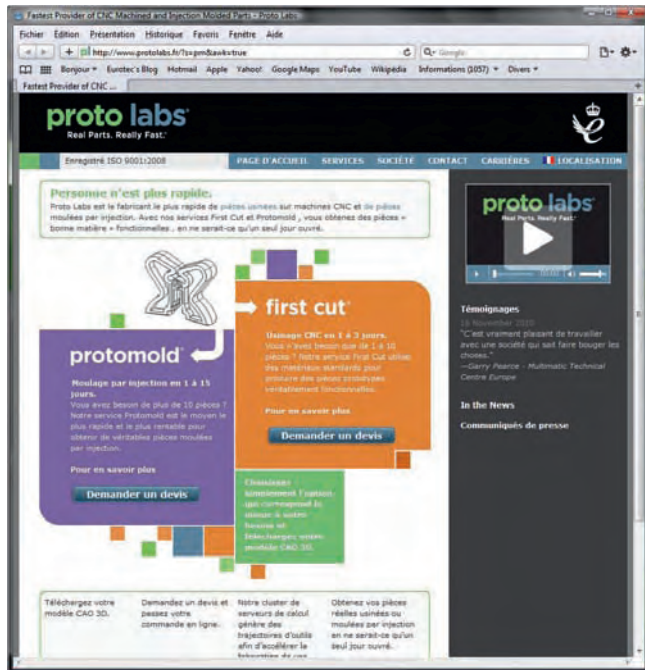 Fastest Provider of CNC Machined and Injection Molded Parts - Proto Labs
Fichier Édition Présentation Historique Favoris Fenêtre Aide
http://www.protolabs.fr/?s=pm&awk=true
Google
Bonjour Eurotec's Blog Hotmail Apple Yahoo! Google Maps YouTube Wikipédia Informations (1057) Divers
Fastest Provider of CNC ...
proto labs®
Real Parts. Really Fast.™
Enregistré ISO 9001:2008
PAGE D'ACCUEIL SERVICES SOCIÉTÉ CONTACT CARRIÈRES LOCALISATION
Personne n'est plus rapide.
Proto Labs est le fabricant le plus rapide de pièces usinées sur machines CNC et de pièces
moulées par injection. Avec nos services First Cut et Protomold , vous obtenez des pièces «
bonne matière » fonctionnelles , en ne serait-ce qu'un seul jour ouvré.
protomold®
Moulage par injection en 1 à 15
jours.
Vous avez besoin de plus de 10 pièces ?
Notre service Protomold est le moyen le
plus rapide et le plus rentable pour
obtenir de véritables pièces moulées
par injection.
Pour en savoir plus
Demander un devis
first cut®
Usinage CNC en 1 à 3 jours.
Vous n'avez besoin que de 1 à 10
pièces ? Notre service First Cut utilise
des matériaux standards pour
produire des pièces prototypes
véritablement fonctionnelles.
Pour en savoir plus
Demander un devis
Choisissez
simplement l'option
qui correspond le
mieux à votre
besoin et
téléchargez votre
modèle CAO 3D.
Téléchargez votre
modèle CAO 3D.
Demandez un devis et
passez votre
commande en ligne.
Notre cluster de
serveurs de calcul
génère des
trajectoires d'outils
afin d'accélérer la
fabrication de vos
Obtenez vos pièces
réelles usinées ou
moulées par injection
en ne serait-ce qu'un
seul jour ouvré.
proto labs®
Real Parts. Really Fast.™
00:00
Témoignages
16 November 2010
"C'est vraiment plaisant de travailler
avec une société qui sait faire bouger les
choses."
—Garry Pearce - Multimatic Technical
Centre Europe
In the News
Communiqués de presse